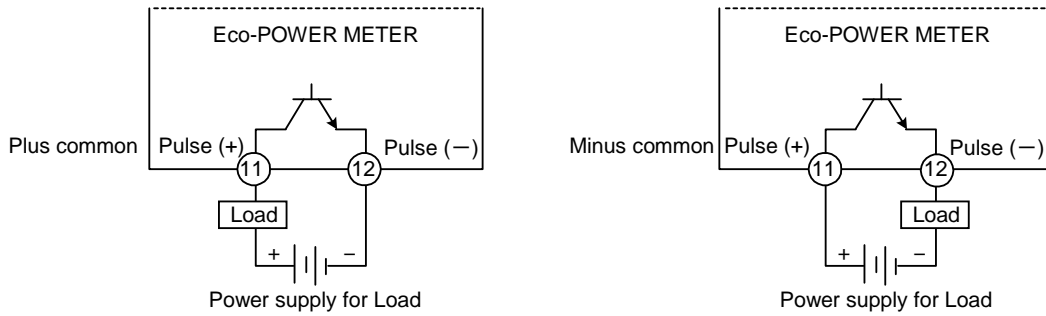 Eco-POWER METER
Plus common
Pulse (+)
Pulse (－)
11
12
Load
+
−
Power supply for Load
Eco-POWER METER
Minus common
Pulse (+)
Pulse (－)
11
12
Load
+
−
Power supply for Load